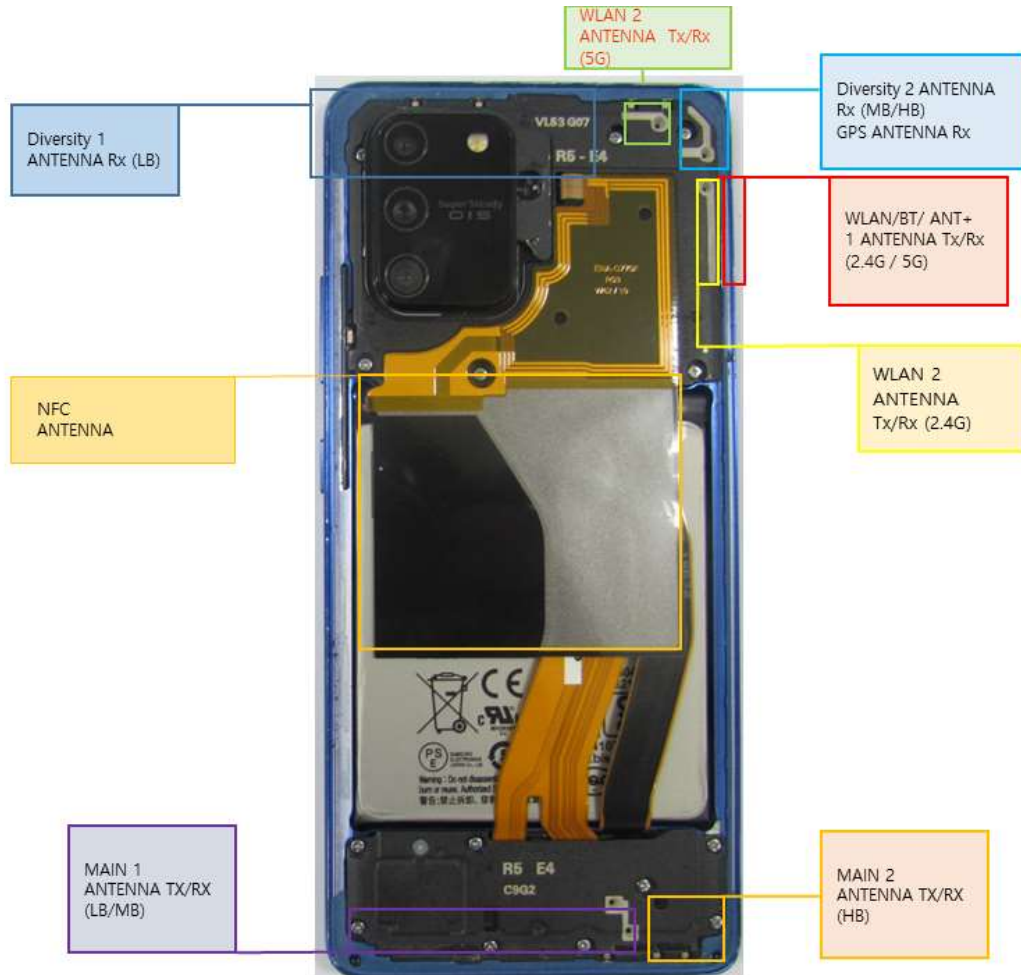 WLAN 2
ANTENNA Tx/Rx
(5G)
Diversity 1
ANTENNA Rx (LB)
Diversity 2 ANTENNA
Rx (MB/HB)
GPS ANTENNA Rx
VL53 G07
R5 - E4
Super Steady
OIS
WLAN/BT/ ANT+
1 ANTENNA Tx/Rx
(2.4G / 5G)
WLAN 2
ANTENNA
Tx/Rx (2.4G)
NFC
ANTENNA
CE
PS
E
MAIN 1
ANTENNA TX/RX
(LB/MB)
R5 E4
C9G2
MAIN 2
ANTENNA TX/RX
(HB)